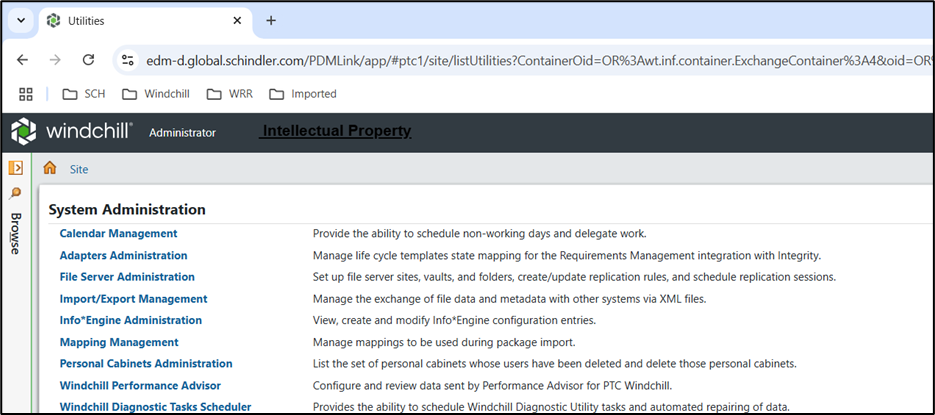 Utilities
edm-d.global.schindler.com/PDMLink/app/#ptc1/site/listUtilities?ContainerOid=OR%3Awt.inf.container.ExchangeContainer%3A4&oid=OR%
SCH Windchill WRR Imported
windchill® Administrator Intellectual Property
Site
Browse
System Administration
Calendar Management Provide the ability to schedule non-working days and delegate work.
Adapters Administration Manage life cycle templates state mapping for the Requirements Management integration with Integrity.
File Server Administration Set up file server sites, vaults, and folders, create/update replication rules, and schedule replication sessions.
Import/Export Management Manage the exchange of file data and metadata with other systems via XML files.
Info*Engine Administration View, create and modify Info*Engine configuration entries.
Mapping Management Manage mappings to be used during package import.
Personal Cabinets Administration List the set of personal cabinets whose users have been deleted and delete those personal cabinets.
Windchill Performance Advisor Configure and review data sent by Performance Advisor for PTC Windchill.
Windchill Diagnostic Tasks Scheduler Provides the ability to schedule Windchill Diagnostic Utility tasks and automated repairing of data.